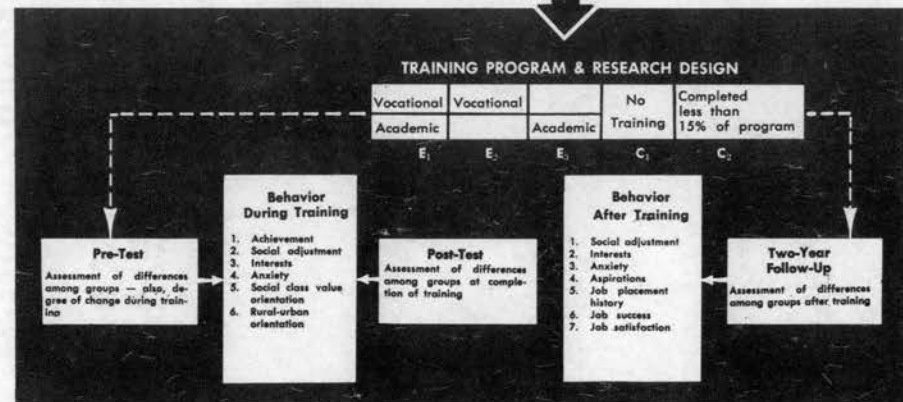 TRAINING PROGRAM & RESEARCH DESIGN
Vocational
Academic
Vocational
Academic
No
Training
Completed
less than
15% of program
E₁
E₂
E₃
C₁
C₂
Pre-Test
Assessment of differences
among groups — also, de-
gree of change during train-
ing
Behavior
During Training
1. Achievement
2. Social adjustment
3. Interests
4. Anxiety
5. Social class value
orientation
6. Rural-urban
orientation
Post-Test
Assessment of differences
among groups at comple-
tion of training
Behavior
After Training
1. Social adjustment
2. Interests
3. Anxiety
4. Aspirations
5. Job placement
history
6. Job success
7. Job satisfaction
Two-Year
Follow-Up
Assessment of differences
among groups after training